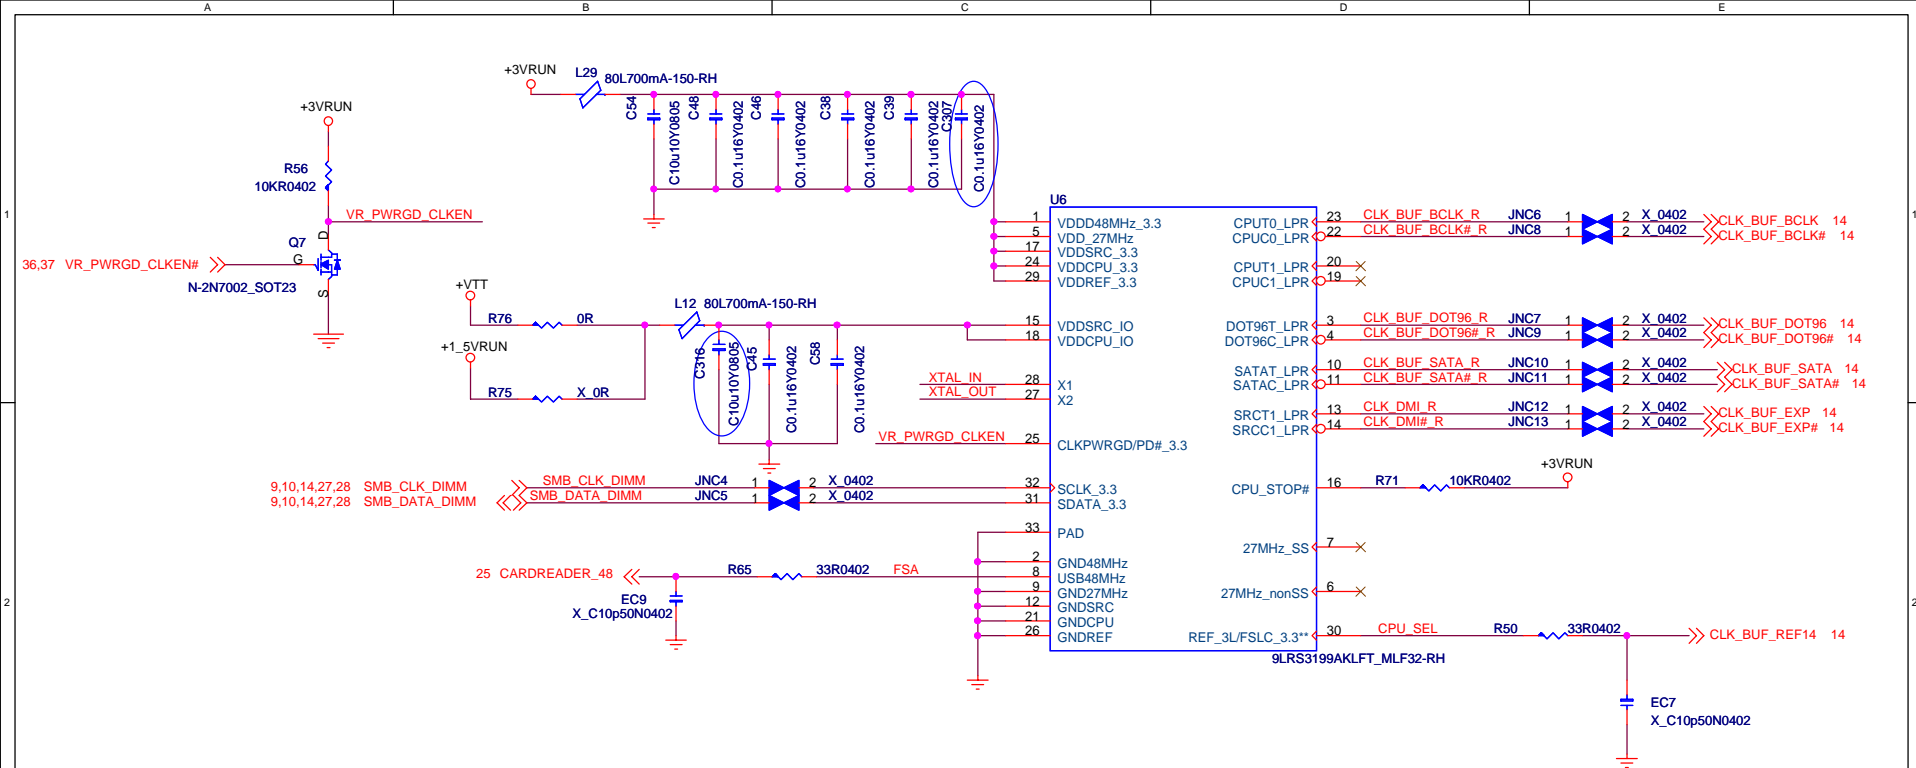 A B C D E
+3VRUN
L29 80L700mA-150-RH
C54 C10u10Y0805
C48 C0.1u16Y0402
C46 C0.1u16Y0402
C38 C0.1u16Y0402
C39 C0.1u16Y0402
C307 C0.1u16Y0402
+3VRUN
R56
10KR0402
1
VR_PWRGD_CLKEN
1
Q7
D
G
S
36,37 VR_PWRGD_CLKEN#
N-2N7002_SOT23
+VTT
R76 0R
L12 80L700mA-150-RH
+1_5VRUN
R75 X_0R
C316 C10u10Y0805
C45 C0.1u16Y0402
C58 C0.1u16Y0402
XTAL_IN
XTAL_OUT
VR_PWRGD_CLKEN
9,10,14,27,28 SMB_CLK_DIMM SMB_CLK_DIMM JNC4 1 2 X_0402
9,10,14,27,28 SMB_DATA_DIMM SMB_DATA_DIMM JNC5 1 2 X_0402
25 CARDREADER_48 R65 33R0402 FSA
EC9
X_C10p50N0402
U6
1 VDDD48MHz_3.3
5 VDD_27MHz
17 VDDSRC_3.3
24 VDDCPU_3.3
29 VDDREF_3.3
15 VDDSRC_IO
18 VDDCPU_IO
28 X1
27 X2
25 CLKPWRGD/PD#_3.3
32 SCLK_3.3
31 SDATA_3.3
33 PAD
2 GND48MHz
8 USB48MHz
9 GND27MHz
12 GNDSRC
21 GNDCPU
26 GNDREF
CPUT0_LPR 23 CLK_BUF_BCLK_R JNC6 1 2 X_0402 CLK_BUF_BCLK 14
CPUC0_LPR 22 CLK_BUF_BCLK#_R JNC8 1 2 X_0402 CLK_BUF_BCLK# 14
CPUT1_LPR 20
CPUC1_LPR 19
DOT96T_LPR 3 CLK_BUF_DOT96_R JNC7 1 2 X_0402 CLK_BUF_DOT96 14
DOT96C_LPR 4 CLK_BUF_DOT96#_R JNC9 1 2 X_0402 CLK_BUF_DOT96# 14
SATAT_LPR 10 CLK_BUF_SATA_R JNC10 1 2 X_0402 CLK_BUF_SATA 14
SATAC_LPR 11 CLK_BUF_SATA#_R JNC11 1 2 X_0402 CLK_BUF_SATA# 14
SRCT1_LPR 13 CLK_DMI_R JNC12 1 2 X_0402 CLK_BUF_EXP 14
SRCC1_LPR 14 CLK_DMI#_R JNC13 1 2 X_0402 CLK_BUF_EXP# 14
+3VRUN
CPU_STOP# 16 R71 10KR0402
27MHz_SS 7
27MHz_nonSS 6
REF_3L/FSLC_3.3** 30 CPU_SEL R50 33R0402 CLK_BUF_REF14 14
9LRS3199AKLFT_MLF32-RH
EC7
X_C10p50N0402
2
2